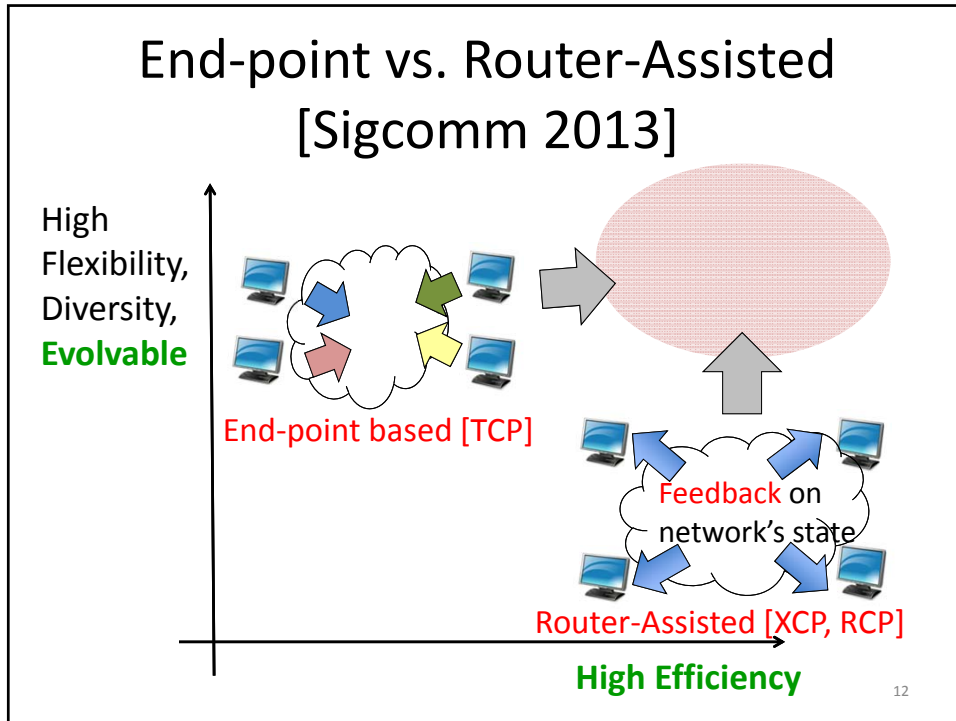 End-point vs. Router-Assisted
[Sigcomm 2013]
High
Flexibility,
Diversity,
Evolvable
End-point based [TCP]
Feedback on
network's state
Router-Assisted [XCP, RCP]
High Efficiency
12